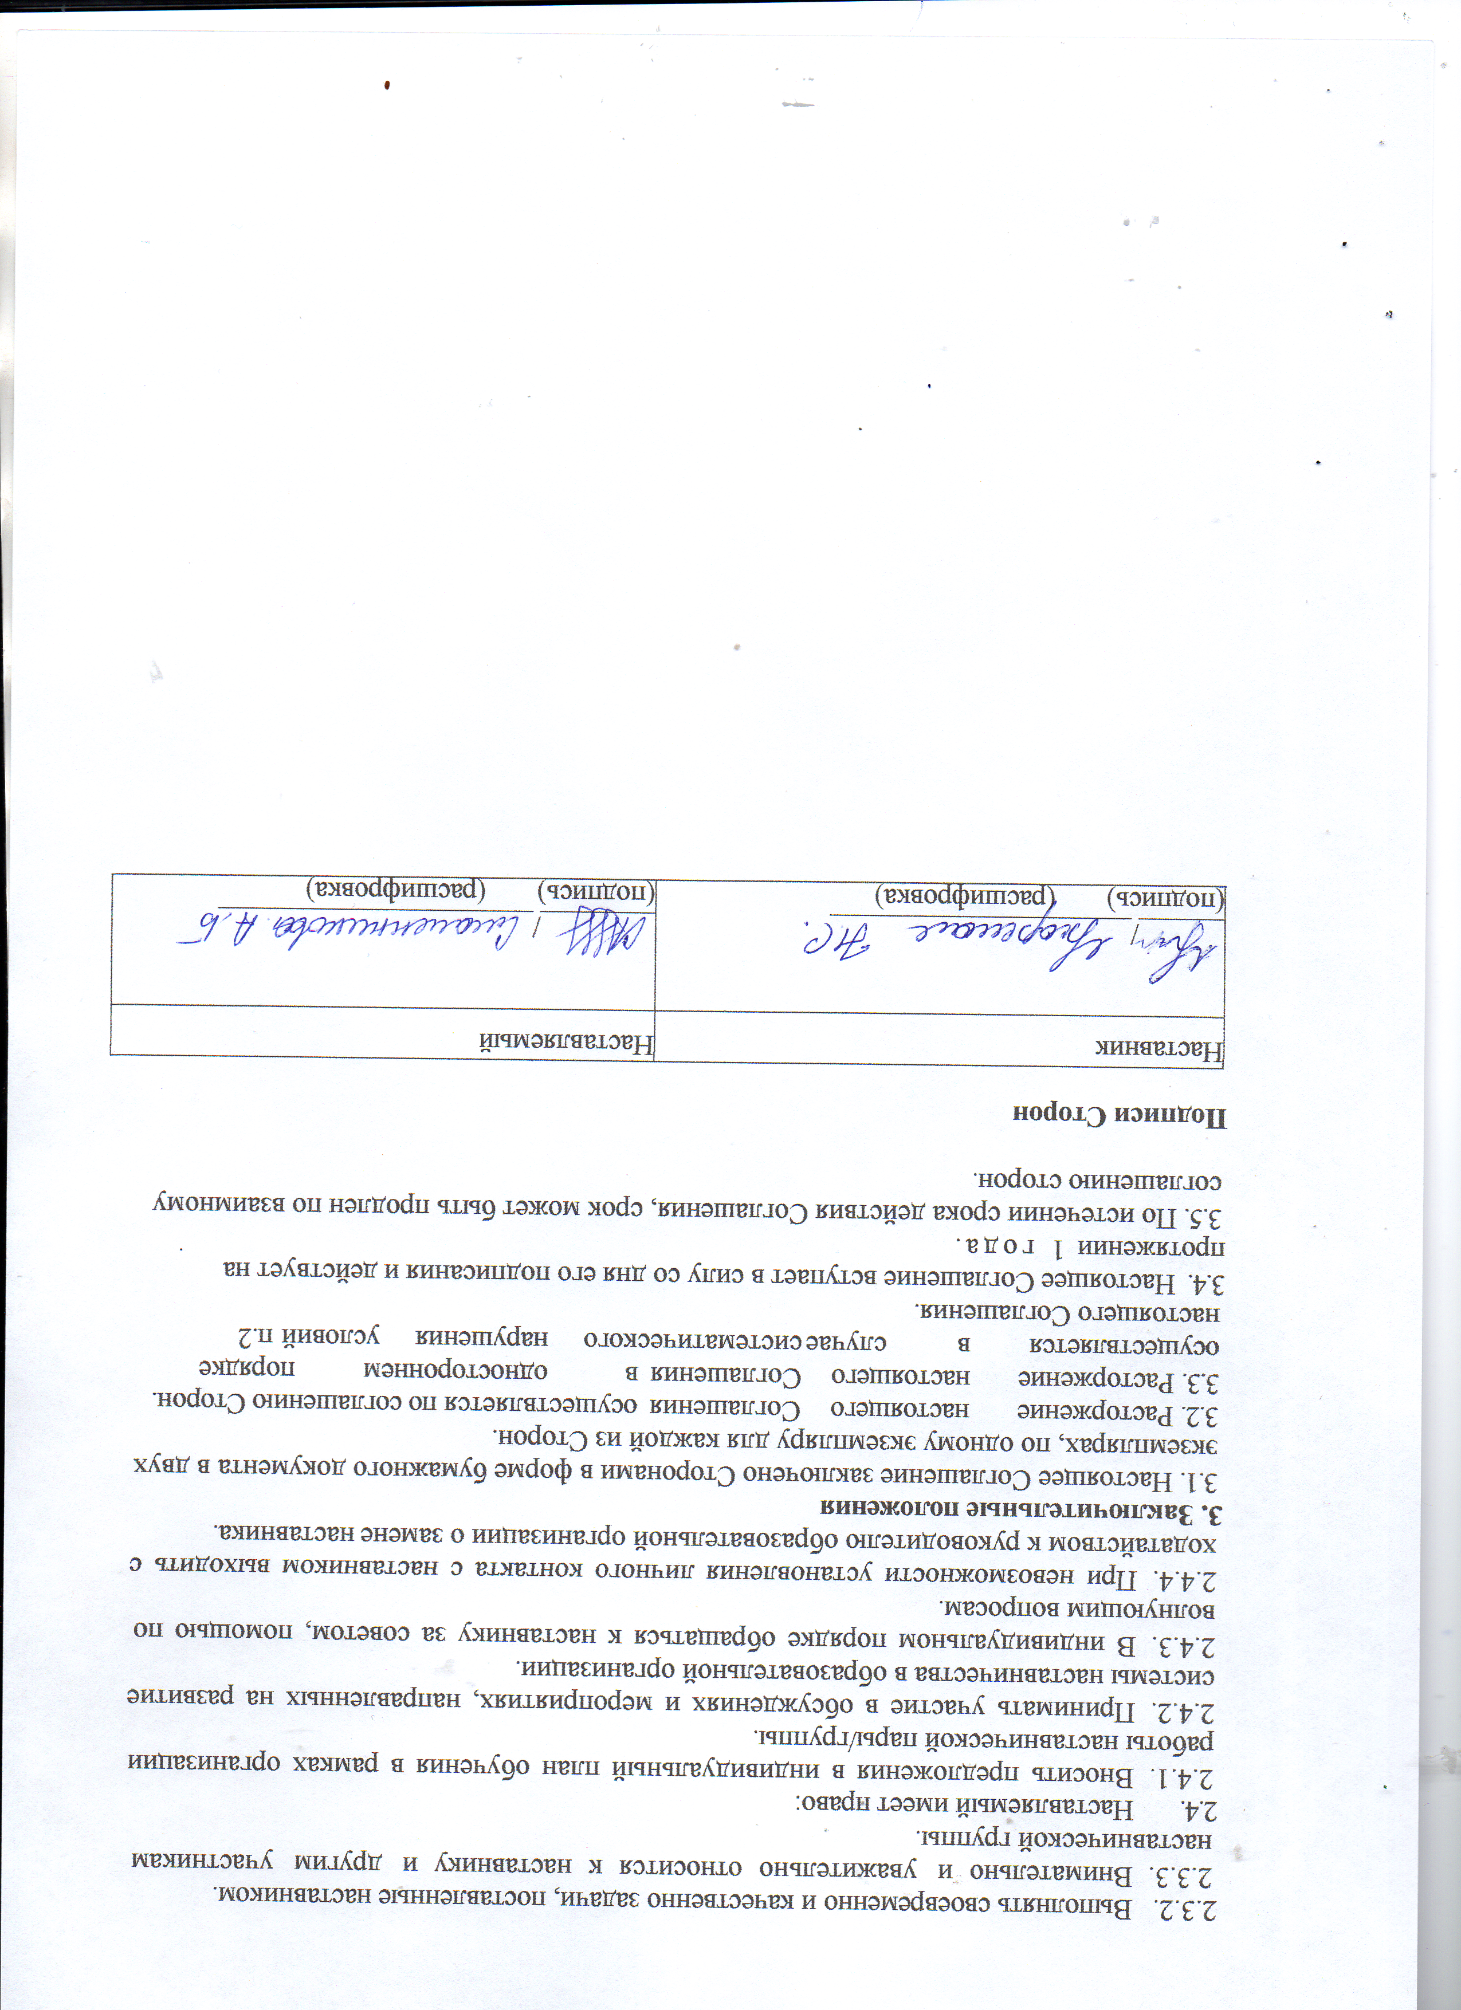 2.3.2. Выполнять своевременно и качественно задачи, поставленные наставником.
2.3.3. Внимательно и уважительно относится к наставнику и другим участникам
наставнической группы.
2.4. Наставляемый имеет право:
2.4.1. Вносить предложения в индивидуальный план обучения в рамках организации
работы наставнической пары/группы.
2.4.2. Принимать участие в обсуждениях и мероприятиях, направленных на развитие
системы наставничества в образовательной организации.
2.4.3. В индивидуальном порядке обращаться к наставнику за советом, помощью по
волнующим вопросам.
2.4.4. При невозможности установления личного контакта с наставником выходить с
ходатайством к руководителю образовательной организации о замене наставника.
3. Заключительные положения
3.1. Настоящее Соглашение заключено Сторонами в форме бумажного документа в двух
экземплярах, по одному экземпляру для каждой из Сторон.
3.2. Расторжение настоящего Соглашения осуществляется по соглашению Сторон.
3.3. Расторжение настоящего Соглашения в одностороннем порядке
осуществляется в случае систематического нарушения условий п.2
настоящего Соглашения.
3.4. Настоящее Соглашение вступает в силу со дня его подписания и действует на
протяжении 1 года.
3.5. По истечении срока действия Соглашения, срок может быть продлен по взаимному
соглашению сторон.
Подписи Сторон
Наставник Наставляемый
/ Н.С. / А.Б
(подпись) (расшифровка) (подпись) (расшифровка)